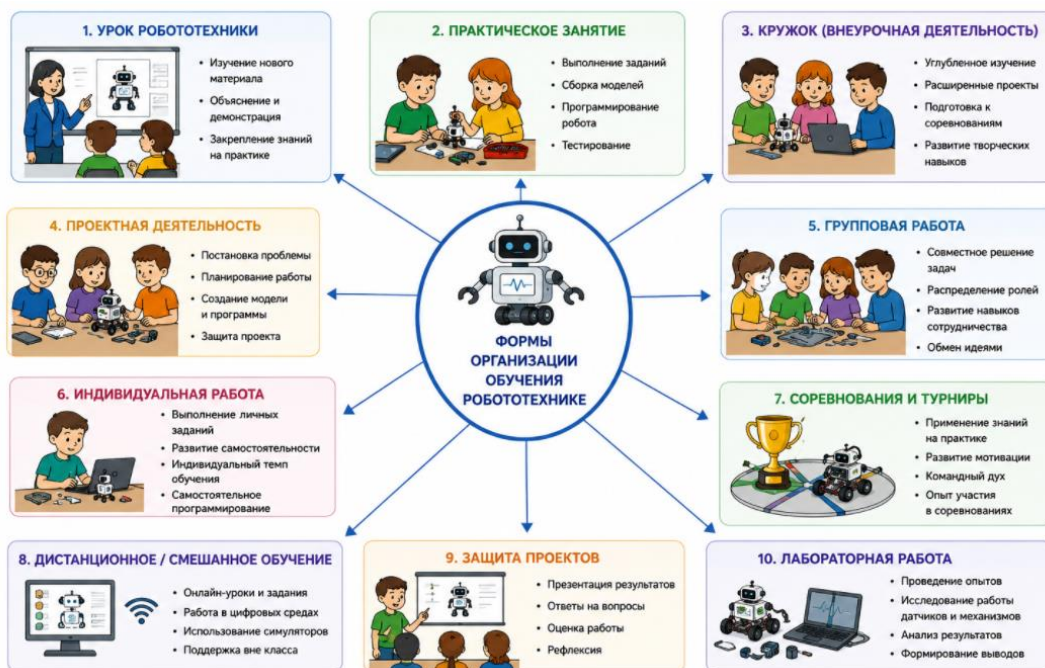 1. УРОК РОБОТОТЕХНИКИ
• Изучение нового
материала
• Объяснение и
демонстрация
• Закрепление знаний
на практике
2. ПРАКТИЧЕСКОЕ ЗАНЯТИЕ
• Выполнение заданий
• Сборка моделей
• Программирование
робота
• Тестирование
3. КРУЖОК (ВНЕУРОЧНАЯ ДЕЯТЕЛЬНОСТЬ)
• Углубленное изучение
• Расширенные проекты
• Подготовка к
соревнованиям
• Развитие творческих
навыков
4. ПРОЕКТНАЯ ДЕЯТЕЛЬНОСТЬ
• Постановка проблемы
• Планирование работы
• Создание модели
и программы
• Защита проекта
ФОРМЫ
ОРГАНИЗАЦИИ
ОБУЧЕНИЯ
РОБОТОТЕХНИКЕ
5. ГРУППОВАЯ РАБОТА
• Совместное решение
задач
• Распределение ролей
• Развитие навыков
сотрудничества
• Обмен идеями
6. ИНДИВИДУАЛЬНАЯ РАБОТА
• Выполнение личных
заданий
• Развитие самостоятельности
• Индивидуальный темп
обучения
• Самостоятельное
программирование
7. СОРЕВНОВАНИЯ И ТУРНИРЫ
• Применение знаний
на практике
• Развитие мотивации
• Командный дух
• Опыт участия
в соревнованиях
8. ДИСТАНЦИОННОЕ / СМЕШАННОЕ ОБУЧЕНИЕ
• Онлайн-уроки и задания
• Работа в цифровых средах
• Использование симуляторов
• Поддержка вне класса
9. ЗАЩИТА ПРОЕКТОВ
• Презентация результатов
• Ответы на вопросы
• Оценка работы
• Рефлексия
10. ЛАБОРАТОРНАЯ РАБОТА
• Проведение опытов
• Исследование работы
датчиков и механизмов
• Анализ результатов
• Формирование выводов